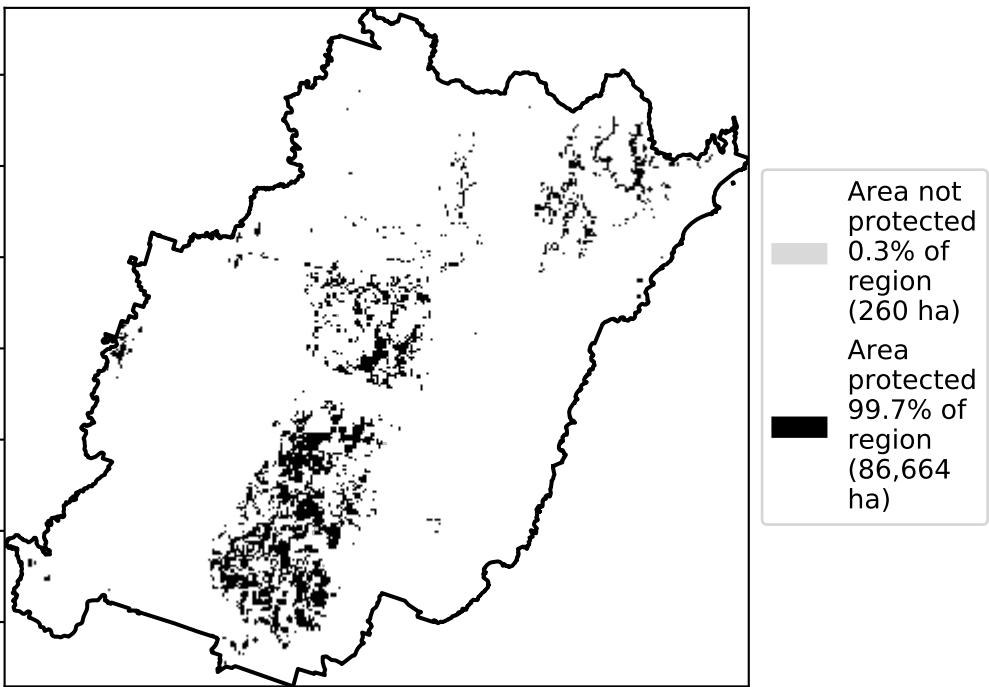 Area not
protected
0.3% of
region
(260 ha)
Area
protected
99.7% of
region
(86,664
ha)